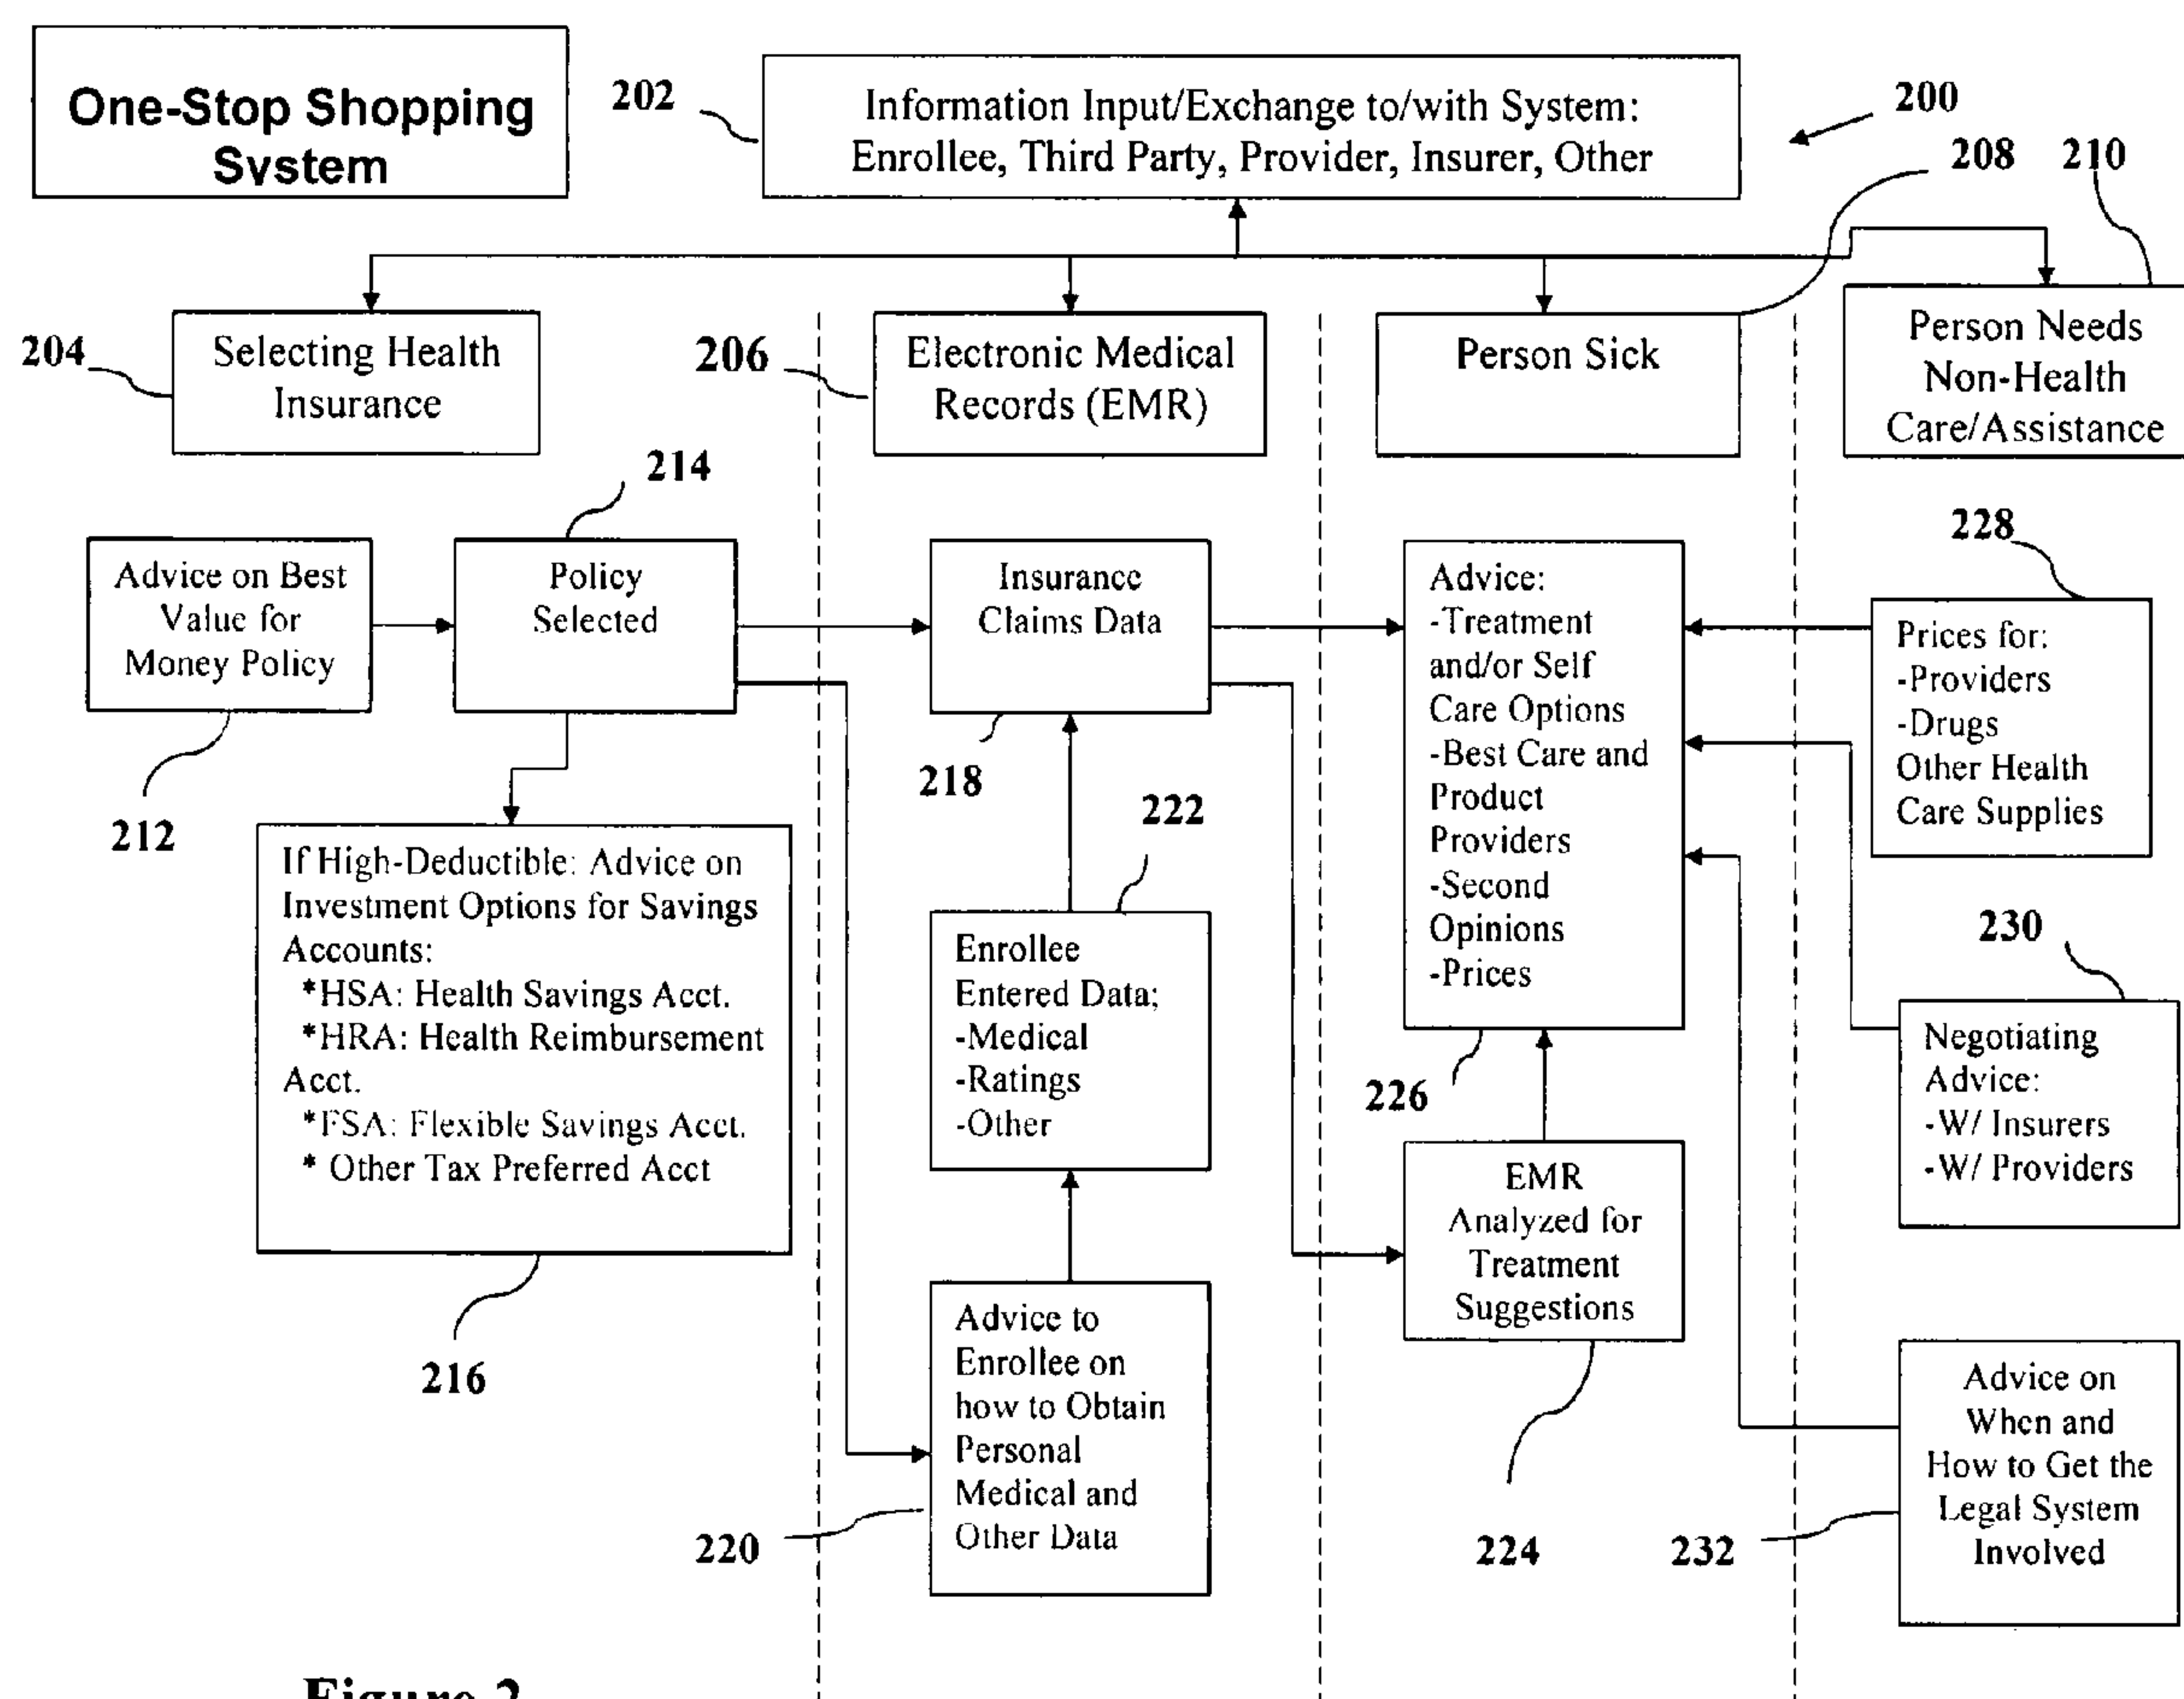 One-Stop Shopping
System
202
Information Input/Exchange to/with System:
Enrollee, Third Party, Provider, Insurer, Other
200
208
210
204
Selecting Health
Insurance
206
Electronic Medical
Records (EMR)
Person Sick
Person Needs
Non-Health
Care/Assistance
214
Advice on Best
Value for
Money Policy
212
Policy
Selected
If High-Deductible: Advice on
Investment Options for Savings
Accounts:
*HSA: Health Savings Acct.
*HRA: Health Reimbursement
Acct.
*FSA: Flexible Savings Acct.
* Other Tax Preferred Acct
216
Insurance
Claims Data
218
222
Enrollee
Entered Data;
-Medical
-Ratings
-Other
Advice to
Enrollee on
how to Obtain
Personal
Medical and
Other Data
220
Advice:
-Treatment
and/or Self
Care Options
-Best Care and
Product
Providers
-Second
Opinions
-Prices
226
EMR
Analyzed for
Treatment
Suggestions
224
228
Prices for:
-Providers
-Drugs
Other Health
Care Supplies
230
Negotiating
Advice:
-W/ Insurers
-W/ Providers
Advice on
When and
How to Get the
Legal System
Involved
232
Figure 2